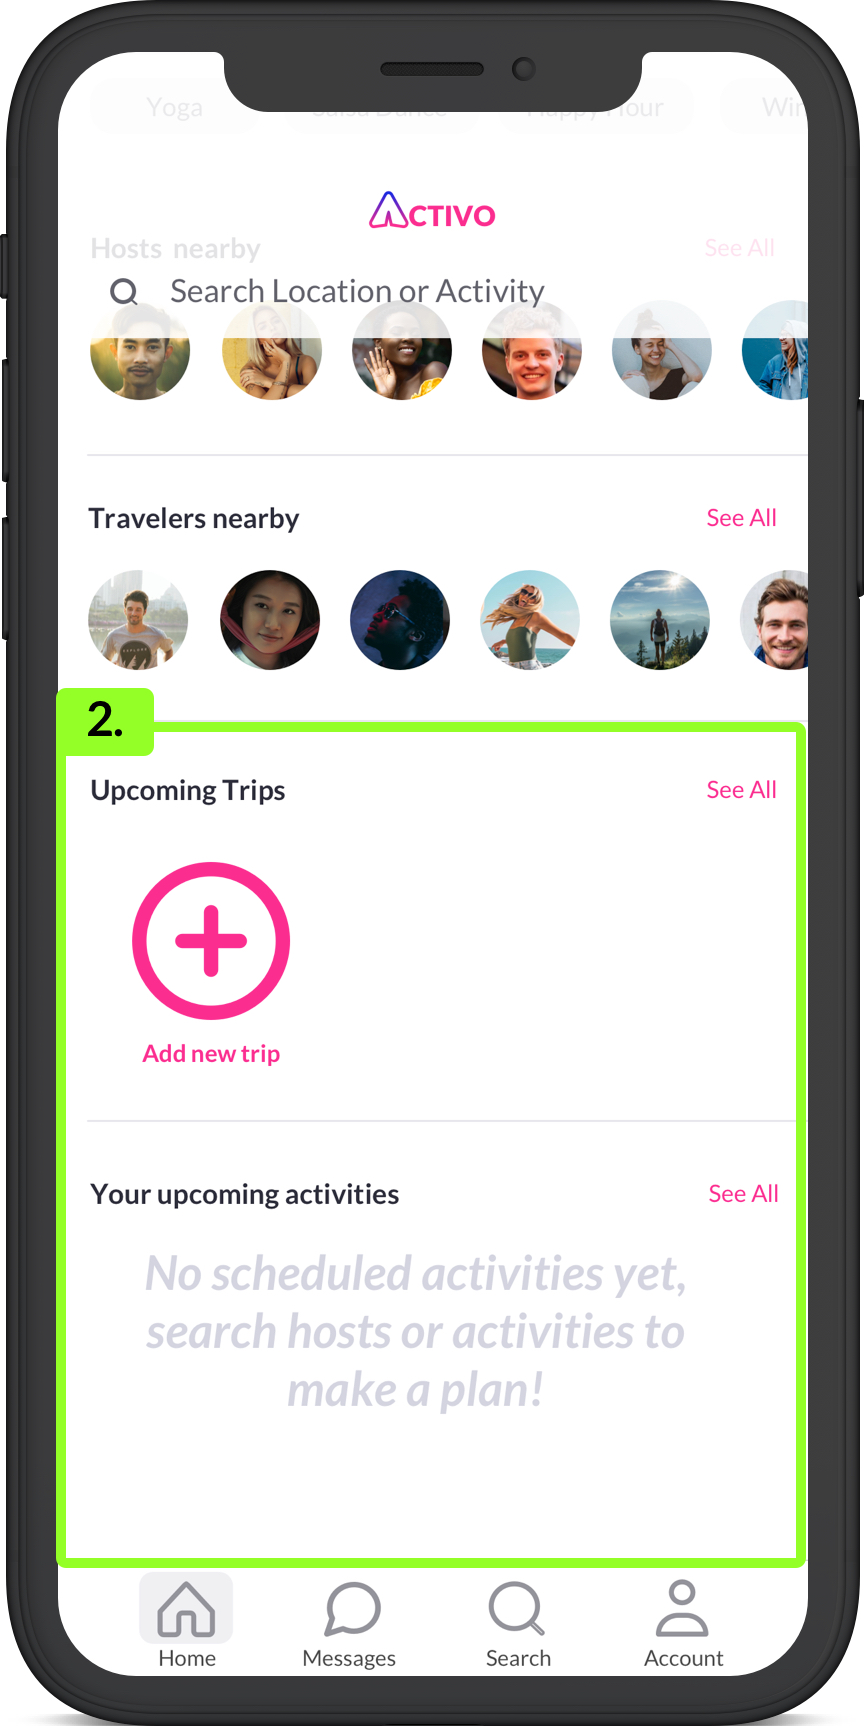 Yoga
Salsa Dance
Happy Hour
ACTIVO
Hosts nearby
See All
Search Location or Activity
Travelers nearby
See All
2.
Upcoming Trips
See All
Add new trip
Your upcoming activities
See All
No scheduled activities yet,
search hosts or activities to
make a plan!
Home
Messages
Search
Account